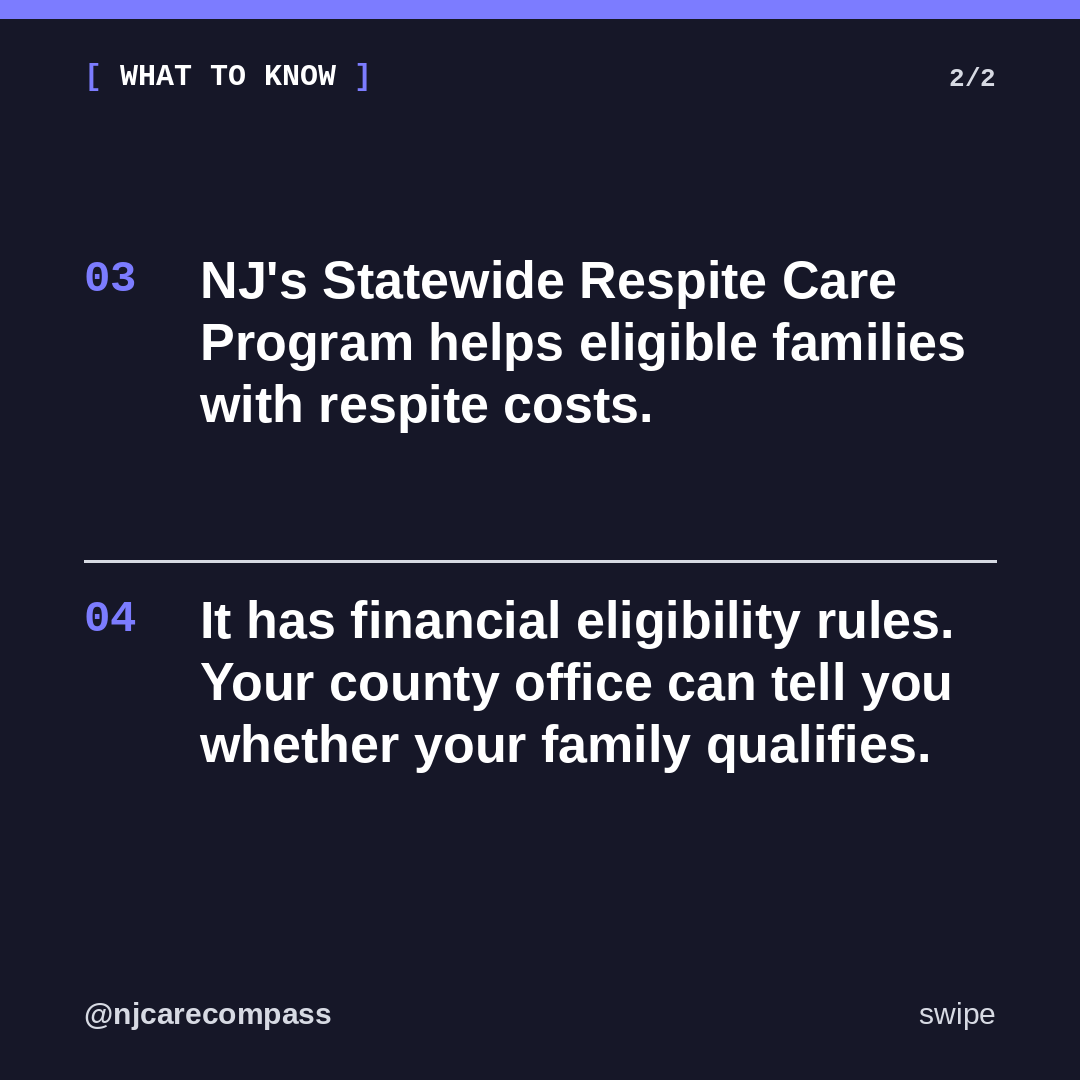 [ WHAT TO KNOW ]
2/2
03
NJ's Statewide Respite Care
Program helps eligible families
with respite costs.
04
It has financial eligibility rules.
Your county office can tell you
whether your family qualifies.
@njcarecompass
swipe